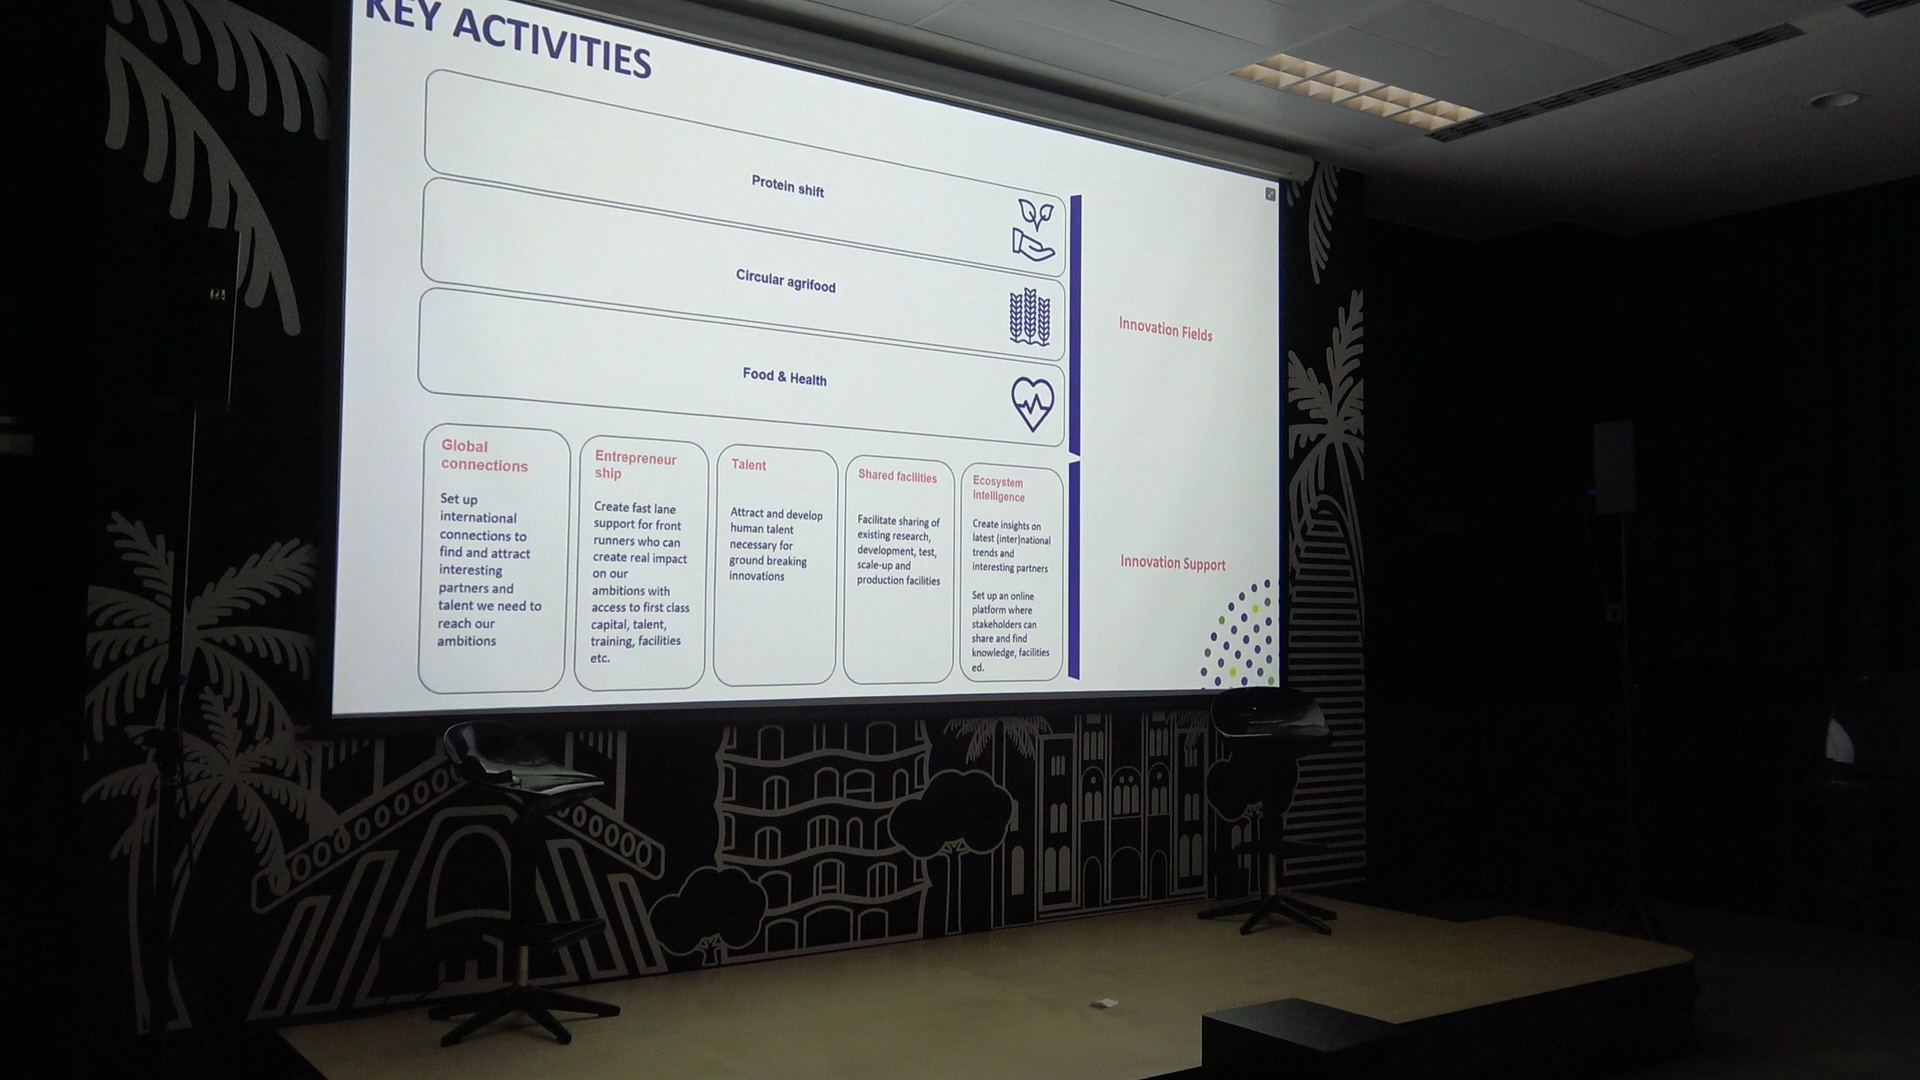 KEY ACTIVITIES
Protein shift
Circular agrifood
Food & Health
Innovation Fields
Global
connections
Set up
international
connections to
find and attract
interesting
partners and
talent we need to
reach our
ambitions
Entrepreneur
ship
Create fast lane
support for front
runners who can
create real impact
on our
ambitions with
access to first class
capital, talent,
training, facilities
etc.
Talent
Attract and develop
human talent
necessary for
ground breaking
innovations
Shared facilities
Facilitate sharing of
existing research,
development, test,
scale-up and
production facilities
Ecosystem
intelligence
Create insights on
latest (inter)national
trends and
interesting partners
Set up an online
platform where
stakeholders can
share and find
knowledge, facilities
ed.
Innovation Support